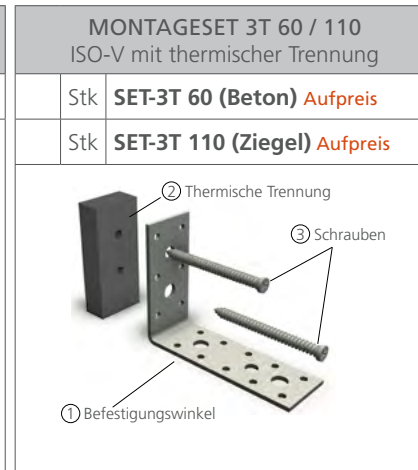 MONTAGESET 3T 60 / 110
ISO-V mit thermischer Trennung
Stk SET-3T 60 (Beton) Aufpreis
Stk SET-3T 110 (Ziegel) Aufpreis
② Thermische Trennung
③ Schrauben
① Befestigungswinkel